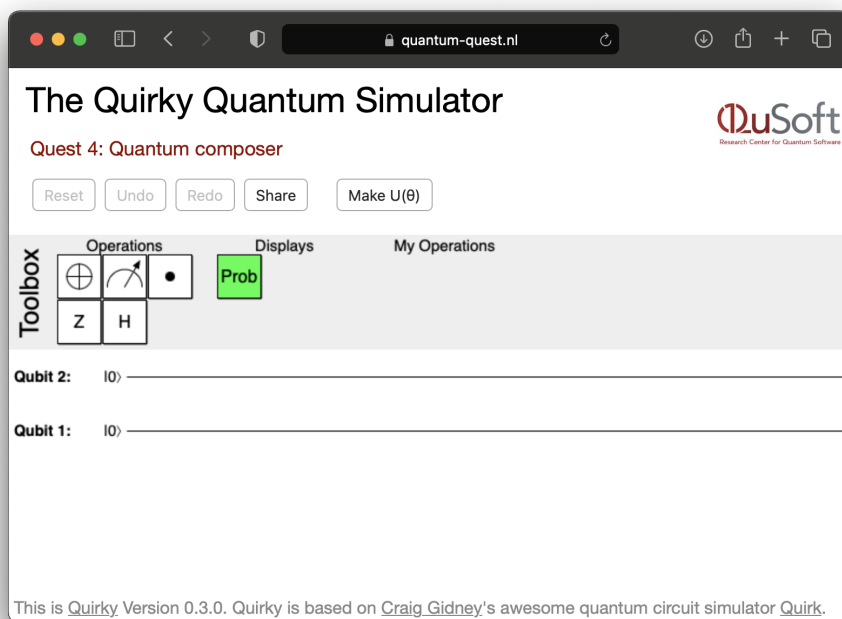 quantum-quest.nl
The Quirky Quantum Simulator
QuSoft
Research Center for Quantum Software
Quest 4: Quantum composer
Reset Undo Redo Share Make U(θ)
Toolbox
Operations Displays My Operations
Prob
Z H
Qubit 2: |0⟩
Qubit 1: |0⟩
This is Quirky Version 0.3.0. Quirky is based on Craig Gidney's awesome quantum circuit simulator Quirk.